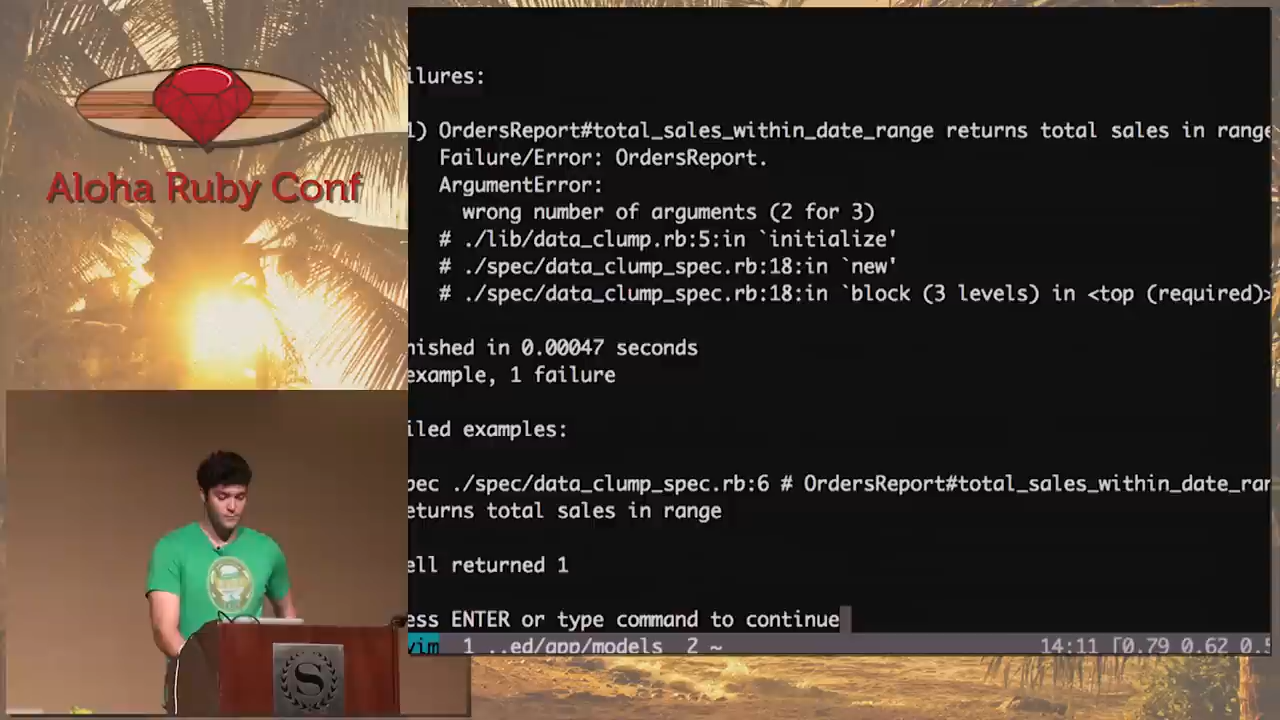 Aloha Ruby Conf
ilures:
1) OrdersReport#total_sales_within_date_range returns total sales in range
Failure/Error: OrdersReport.
ArgumentError:
wrong number of arguments (2 for 3)
# ./lib/data_clump.rb:5:in `initialize'
# ./spec/data_clump_spec.rb:18:in `new'
# ./spec/data_clump_spec.rb:18:in `block (3 levels) in <top (required)>
nished in 0.00047 seconds
example, 1 failure
iled examples:
pec ./spec/data_clump_spec.rb:6 # OrdersReport#total_sales_within_date_ran
eturns total sales in range
ell returned 1
ess ENTER or type command to continue
vim 1 ..ed/app/models 2 ~ 14:11 [0.79 0.62 0.5
S